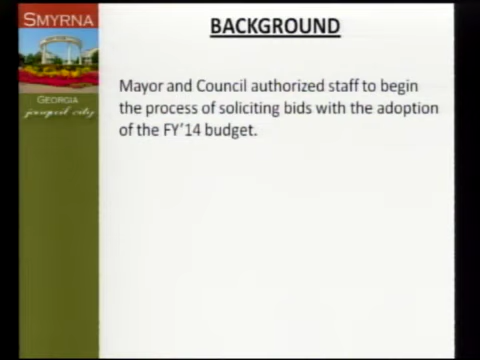 SMYRNA
GEORGIA
jonquil city
BACKGROUND
Mayor and Council authorized staff to begin
the process of soliciting bids with the adoption
of the FY'14 budget.